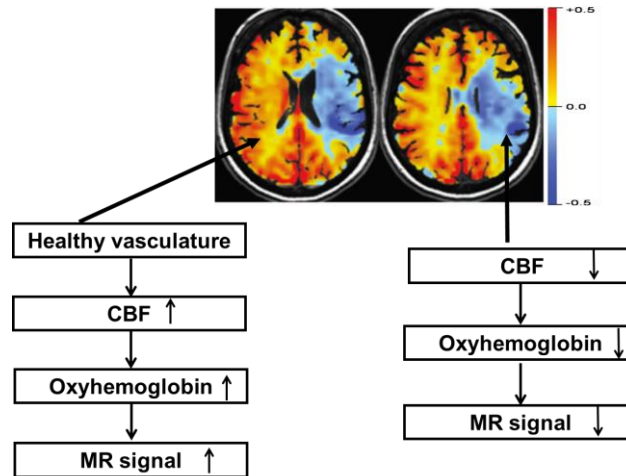 +0.5
0.0
-0.5
Healthy vasculature
CBF ↑
Oxyhemoglobin ↑
MR signal ↑
CBF ↓
Oxyhemoglobin ↓
MR signal ↓